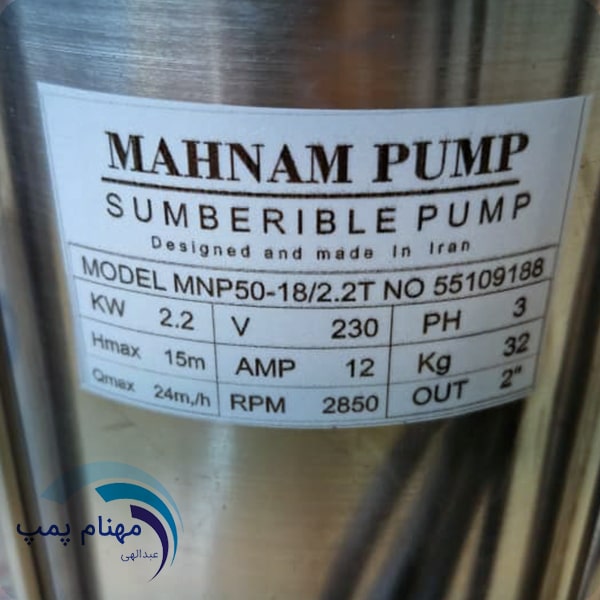 MAHNAM PUMP
SUMBERIBLE PUMP
Designed and made In Iran
MODEL MNP50-18/2.2T NO 55109188
KW 2.2 V 230 PH 3
Hmax 15m AMP 12 Kg 32
Qmax 24m,/h RPM 2850 OUT 2"
مهنام پمپ
عبدالهی